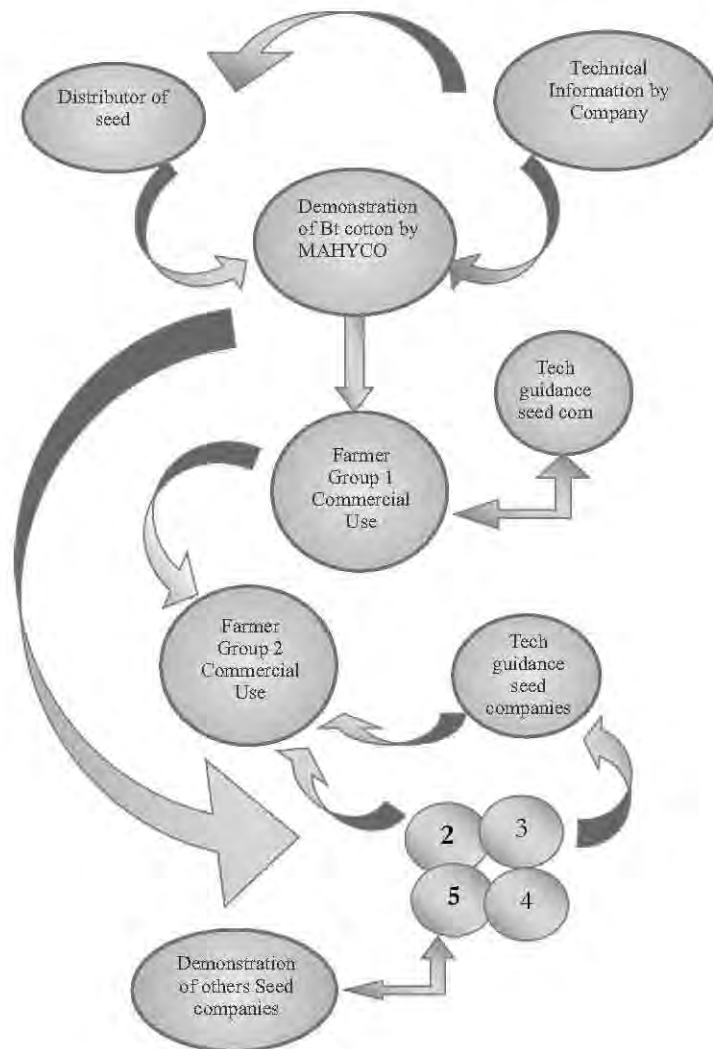 Distributor of
seed
Technical
Information by
Company
Demonstration
of Bt cotton by
MAHYCO
Tech
guidance
seed com
Farmer
Group 1
Commercial
Use
Farmer
Group 2
Commercial
Use
Tech
guidance
seed
companies
2
3
5
4
Demonstration
of others Seed
companies